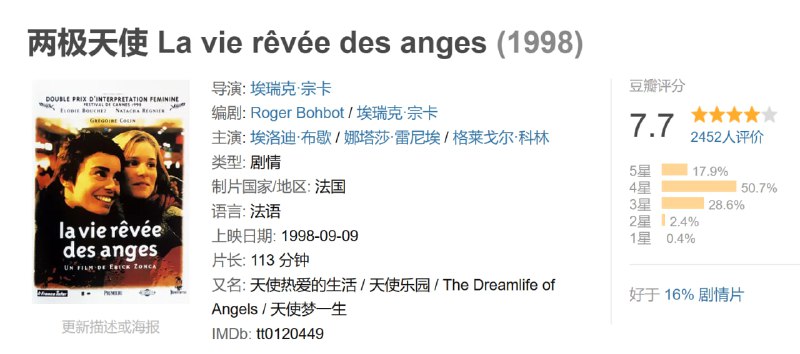 两极天使 La vie rêvée des anges (1998)
DOUBLE PRIX D'INTERPRETATION FEMININE
FESTIVAL DE CANNES 1998
ELODIE BOUCHEZ NATACHA REGNIER
GRÉGOIRE COLIN
la vie rêvée
des anges
UN FILM DE ERICK ZONCA
更新描述或海报
导演: 埃瑞克·宗卡
编剧: Roger Bohbot / 埃瑞克·宗卡
主演: 埃洛迪·布歇 / 娜塔莎·雷尼埃 / 格莱戈尔·科林
类型: 剧情
制片国家/地区: 法国
语言: 法语
上映日期: 1998-09-09
片长: 113 分钟
又名: 天使热爱的生活 / 天使乐园 / The Dreamlife of
Angels / 天使梦一生
IMDb: tt0120449
豆瓣评分
7.7
2452人评价
5星 17.9%
4星 50.7%
3星 28.6%
2星 2.4%
1星 0.4%
好于 16% 剧情片